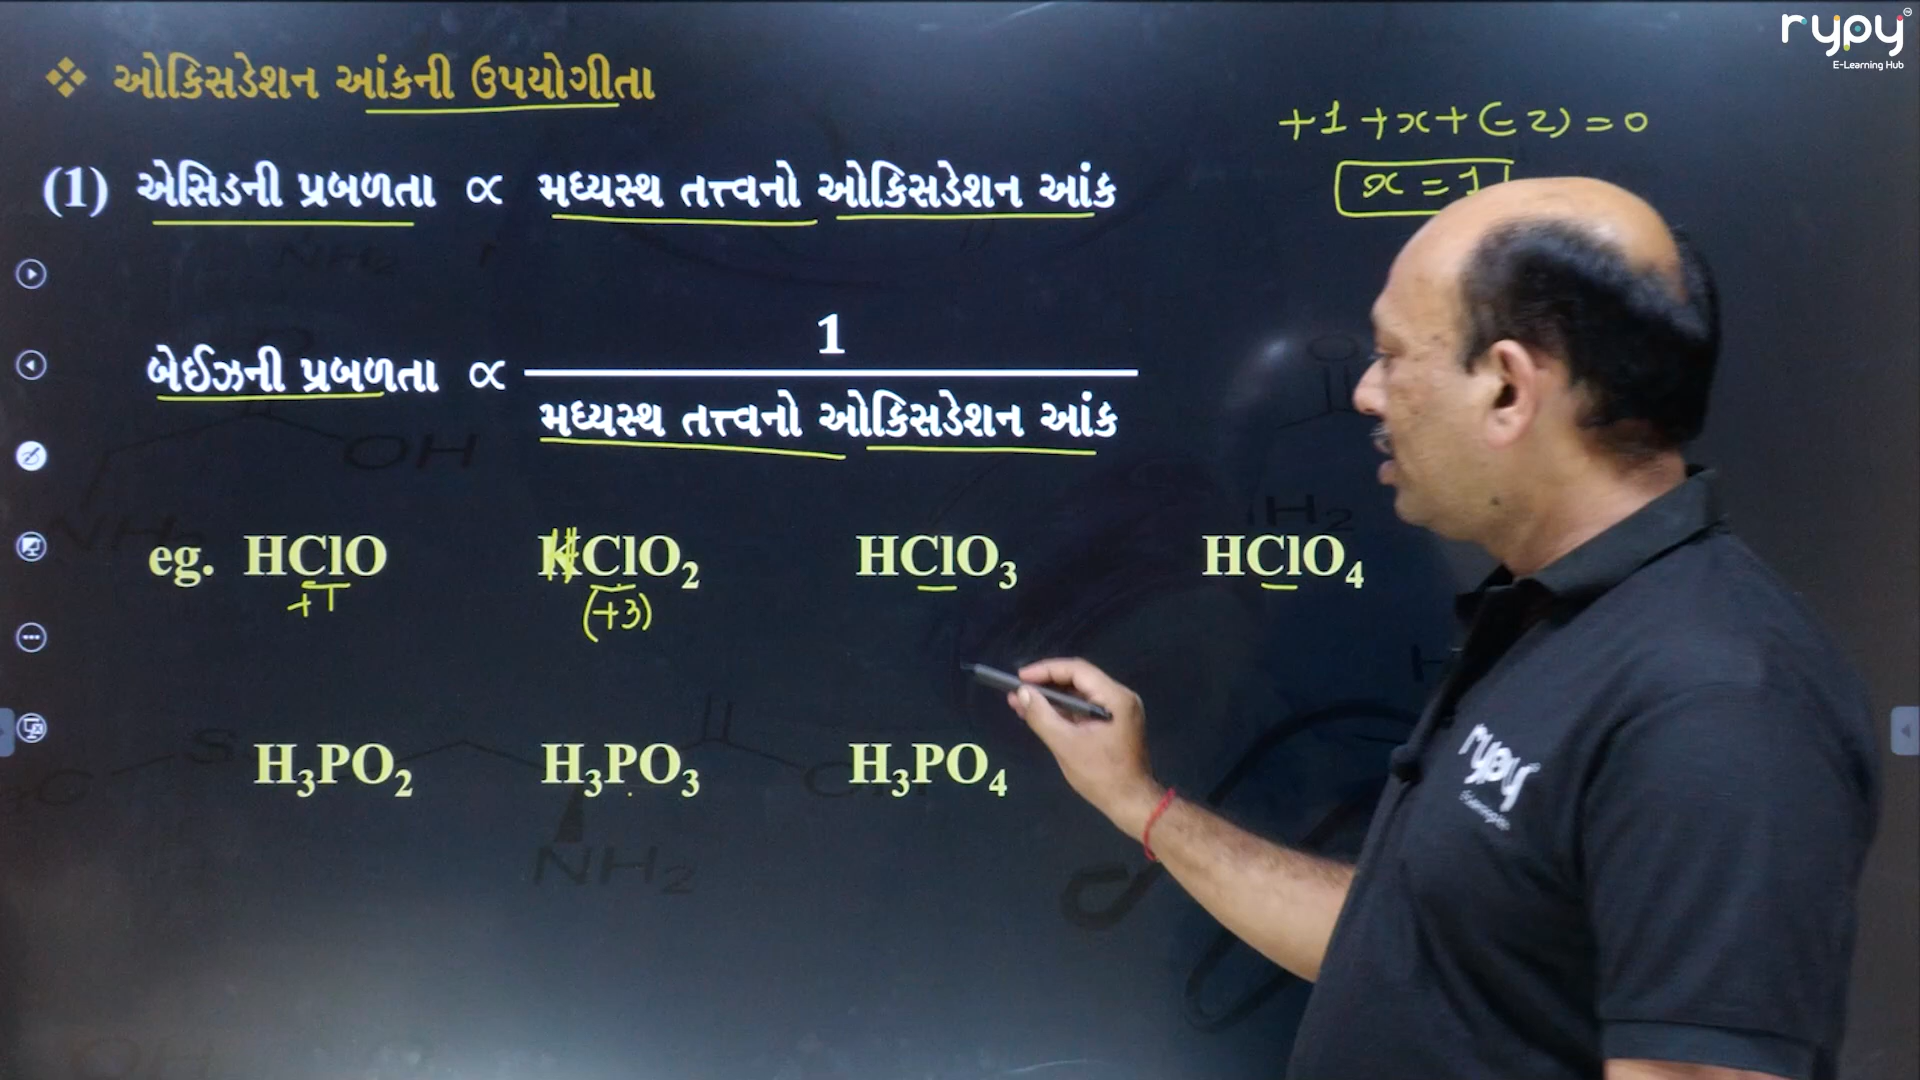 rypy
E-Learning Hub
❖ ઓક્સિડેશન આંકની ઉપયોગીતા
+1 + x + (-2) = 0
x = 1
(1) એસિડની પ્રબળતા ∝ મધ્યસ્થ તત્ત્વનો ઓક્સિડેશન આંક
બેઈઝની પ્રબળતા ∝ 1
મધ્યસ્થ તત્ત્વનો ઓક્સિડેશન આંક
eg. HClO HClO₂ HClO₃ HClO₄
+1 (+3)
H₃PO₂ H₃PO₃ H₃PO₄
rypy